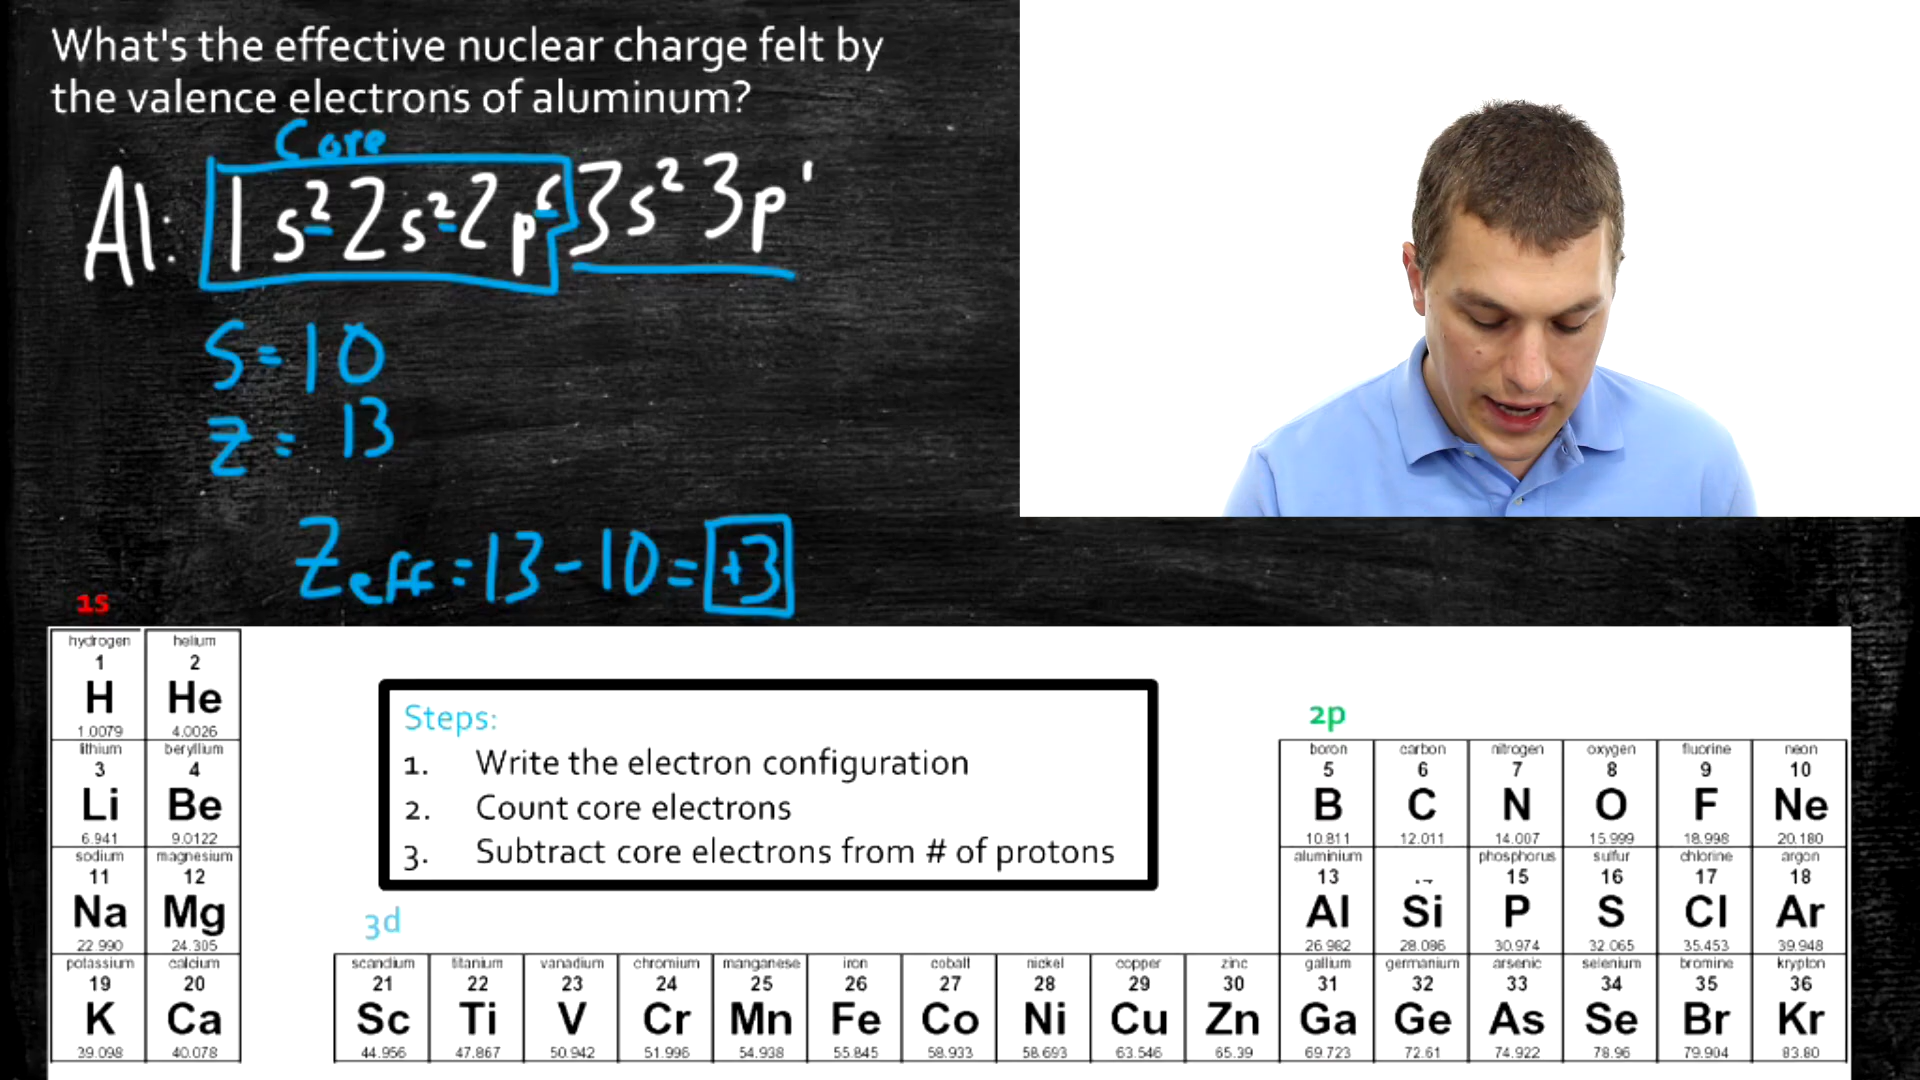 What's the effective nuclear charge felt by
the valence electrons of aluminum?
Core
Al: 1s²2s²2p⁶3s²3p¹
S=10
Z= 13
Zeff=13-10=+3
1s
hydrogen helium
1 2
H He
1.0079 4.0026
Steps:
1. Write the electron configuration
2. Count core electrons
3. Subtract core electrons from # of protons
2p
lithium beryllium boron carbon nitrogen oxygen fluorine neon
3 4 5 6 7 8 9 10
Li Be B C N O F Ne
6.941 9.0122 10.811 12.011 14.007 15.999 18.998 20.180
sodium magnesium aluminium phosphorus sulfur chlorine argon
11 12 13 15 16 17 18
Na Mg Al Si P S Cl Ar
22.990 24.305 26.982 28.096 30.974 32.065 35.453 39.948
3d
potassium calcium scandium titanium vanadium chromium manganese iron cobalt nickel copper zinc gallium germanium arsenic selenium bromine krypton
19 20 21 22 23 24 25 26 27 28 29 30 31 32 33 34 35 36
K Ca Sc Ti V Cr Mn Fe Co Ni Cu Zn Ga Ge As Se Br Kr
39.098 40.078 44.956 47.867 50.942 51.996 54.938 55.845 58.933 58.693 63.546 65.39 69.723 72.61 74.922 78.96 79.904 83.80